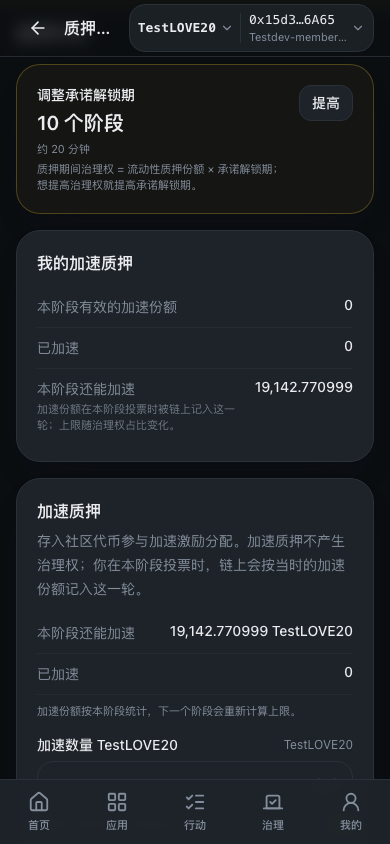 质押...
TestLOVE20
0x15d3…6A65
Testdev-member...
调整承诺解锁期
10 个阶段
提高
约 20 分钟
质押期间治理权 = 流动性质押份额 × 承诺解锁期；
想提高治理权就提高承诺解锁期。
我的加速质押
本阶段有效的加速份额
0
已加速
0
本阶段还能加速
19,142.770999
加速份额在本阶段投票时被链上记入这一
轮；上限随治理权占比变化。
加速质押
存入社区代币参与加速激励分配。加速质押不产生
治理权；你在本阶段投票时，链上会按当时的加速
份额记入这一轮。
本阶段还能加速
19,142.770999 TestLOVE20
已加速
0
加速份额按本阶段统计，下一个阶段会重新计算上限。
加速数量 TestLOVE20
TestLOVE20
首页
应用
行动
治理
我的